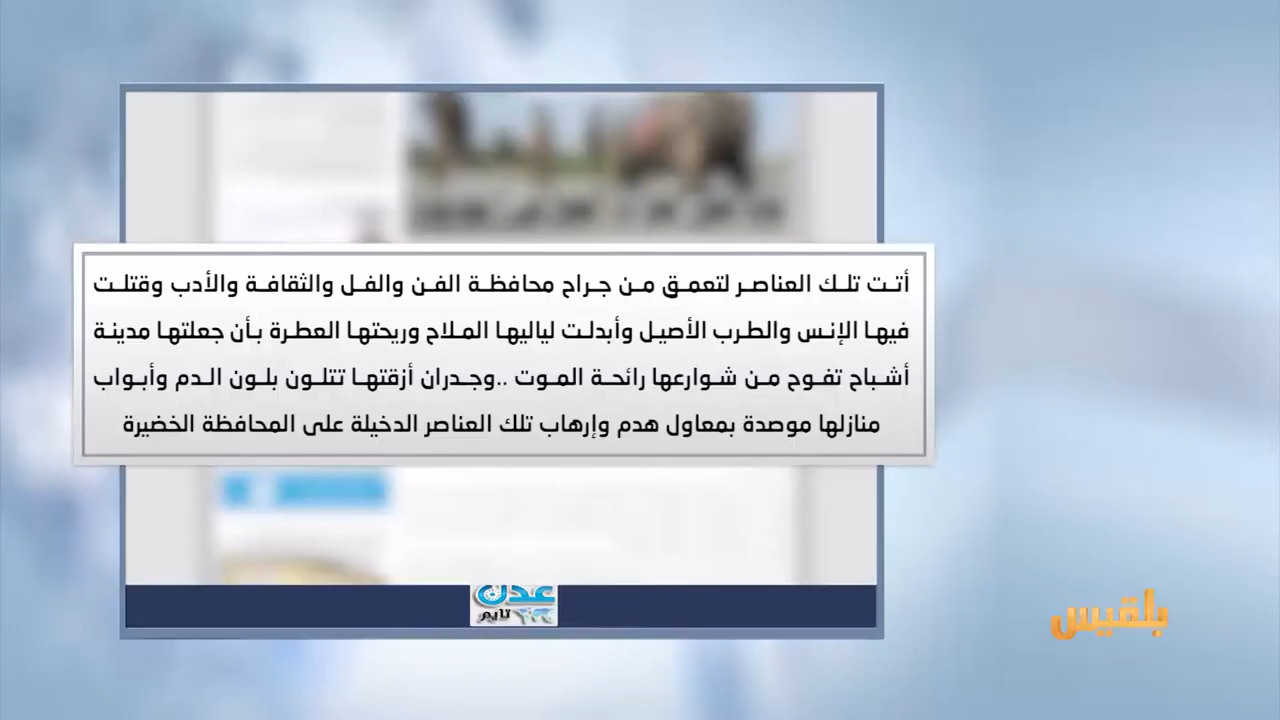 أتت تلك العناصر لتعمق من جراح محافظة الفن والفل والثقافة والأدب وقتلت
فيها الإنس والطرب الأصيل وأبدلت لياليها الملاح وريحتها العطرة بأن جعلتها مدينة
أشباح تفوح من شوارعها رائحة الموت ..وجدران أزقتها تتلون بلون الدم وأبواب
منازلها موصدة بمعاول هدم وإرهاب تلك العناصر الدخيلة على المحافظة الخضيرة
عدن
تايم
بلقيس